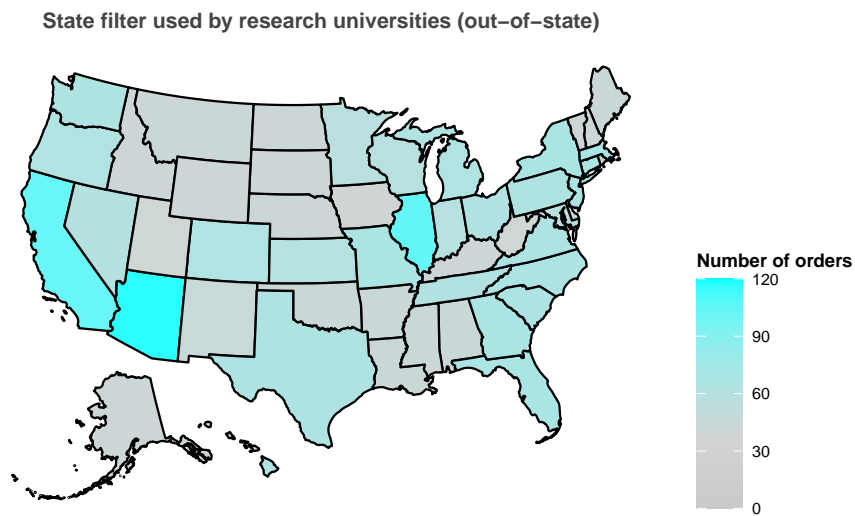 State filter used by research universities (out−of−state)
Number of orders
120
90
60
30
0